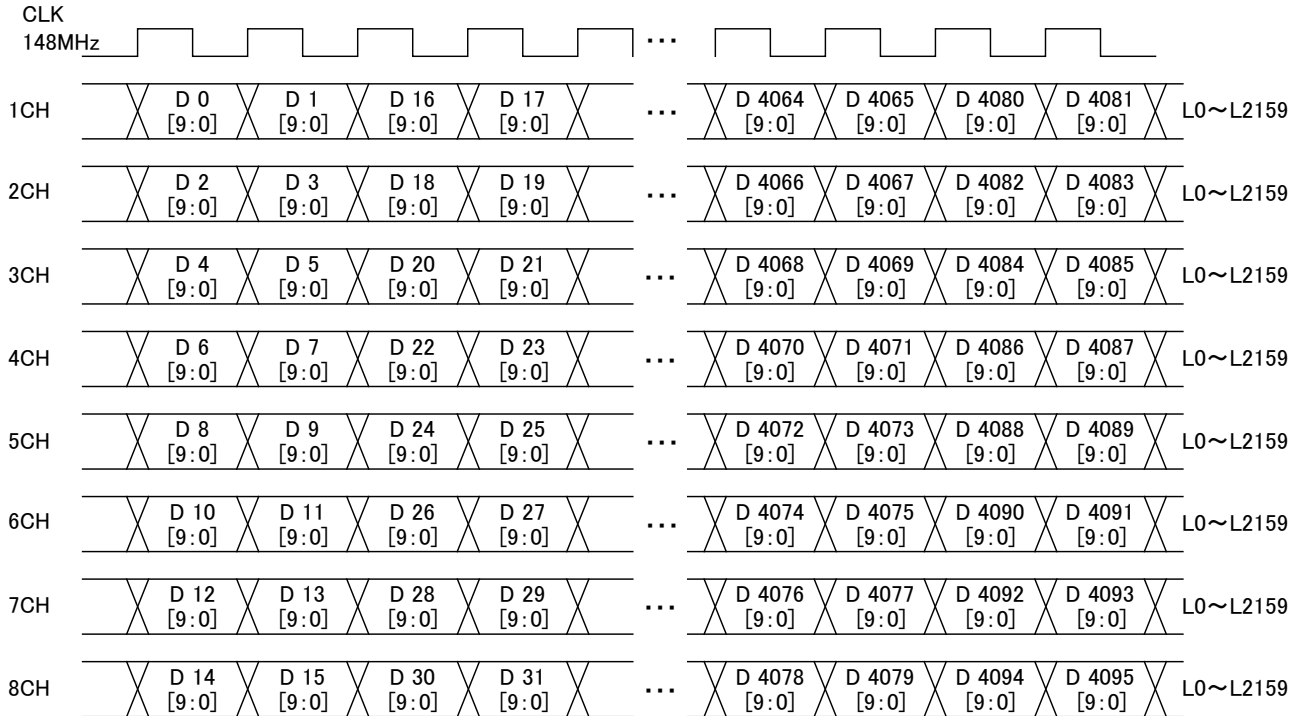 CLK
148MHz
...
1CH D 0 D 1 D 16 D 17 ... D 4064 D 4065 D 4080 D 4081 L0～L2159
[9:0] [9:0] [9:0] [9:0] [9:0] [9:0] [9:0] [9:0]
2CH D 2 D 3 D 18 D 19 ... D 4066 D 4067 D 4082 D 4083 L0～L2159
[9:0] [9:0] [9:0] [9:0] [9:0] [9:0] [9:0] [9:0]
3CH D 4 D 5 D 20 D 21 ... D 4068 D 4069 D 4084 D 4085 L0～L2159
[9:0] [9:0] [9:0] [9:0] [9:0] [9:0] [9:0] [9:0]
4CH D 6 D 7 D 22 D 23 ... D 4070 D 4071 D 4086 D 4087 L0～L2159
[9:0] [9:0] [9:0] [9:0] [9:0] [9:0] [9:0] [9:0]
5CH D 8 D 9 D 24 D 25 ... D 4072 D 4073 D 4088 D 4089 L0～L2159
[9:0] [9:0] [9:0] [9:0] [9:0] [9:0] [9:0] [9:0]
6CH D 10 D 11 D 26 D 27 ... D 4074 D 4075 D 4090 D 4091 L0～L2159
[9:0] [9:0] [9:0] [9:0] [9:0] [9:0] [9:0] [9:0]
7CH D 12 D 13 D 28 D 29 ... D 4076 D 4077 D 4092 D 4093 L0～L2159
[9:0] [9:0] [9:0] [9:0] [9:0] [9:0] [9:0] [9:0]
8CH D 14 D 15 D 30 D 31 ... D 4078 D 4079 D 4094 D 4095 L0～L2159
[9:0] [9:0] [9:0] [9:0] [9:0] [9:0] [9:0] [9:0]